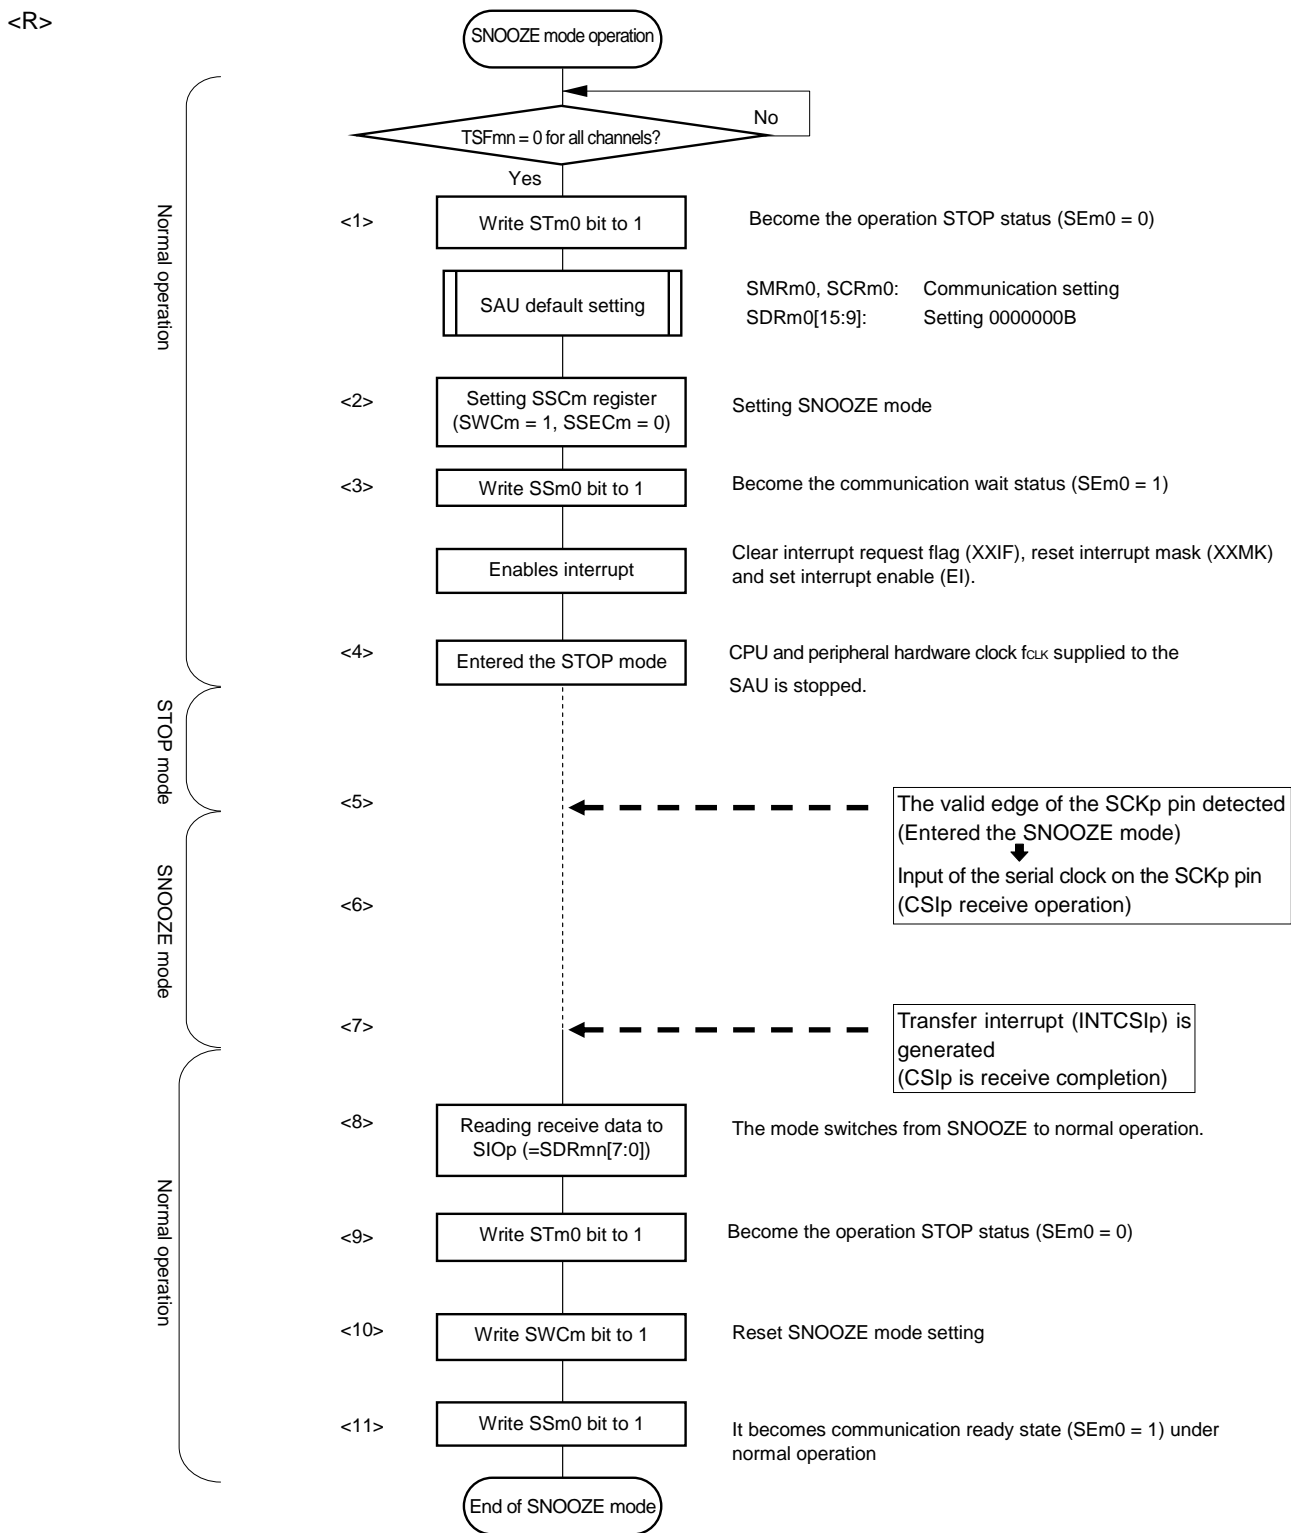 <R>
SNOOZE mode operation
No
TSFmn = 0 for all channels?
Yes
Normal operation
<1>
Write STm0 bit to 1
Become the operation STOP status (SEm0 = 0)
SAU default setting
SMRm0, SCRm0: Communication setting
SDRm0[15:9]: Setting 0000000B
<2>
Setting SSCm register
(SWCm = 1, SSECm = 0)
Setting SNOOZE mode
<3>
Write SSm0 bit to 1
Become the communication wait status (SEm0 = 1)
Enables interrupt
Clear interrupt request flag (XXIF), reset interrupt mask (XXMK)
and set interrupt enable (EI).
<4>
Entered the STOP mode
CPU and peripheral hardware clock fCLK supplied to the
SAU is stopped.
STOP mode
<5>
The valid edge of the SCKp pin detected
(Entered the SNOOZE mode)
Input of the serial clock on the SCKp pin
(CSIp receive operation)
<6>
SNOOZE mode
<7>
Transfer interrupt (INTCSIp) is
generated
(CSIp is receive completion)
<8>
Reading receive data to
SIOp (=SDRmn[7:0])
The mode switches from SNOOZE to normal operation.
Normal operation
<9>
Write STm0 bit to 1
Become the operation STOP status (SEm0 = 0)
<10>
Write SWCm bit to 1
Reset SNOOZE mode setting
<11>
Write SSm0 bit to 1
It becomes communication ready state (SEm0 = 1) under
normal operation
End of SNOOZE mode